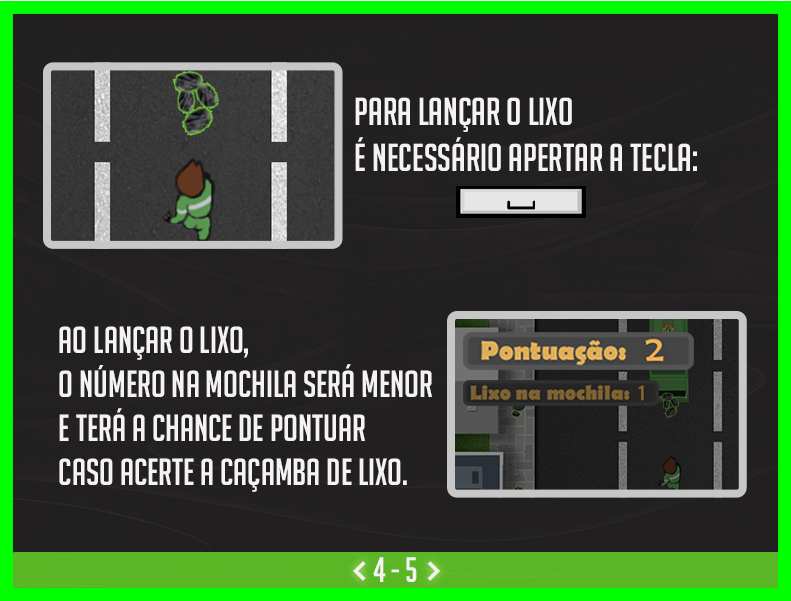 PARA LANÇAR O LIXO
É NECESSÁRIO APERTAR A TECLA:
AO LANÇAR O LIXO,
O NÚMERO NA MOCHILA SERÁ MENOR
E TERÁ A CHANCE DE PONTUAR
CASO ACERTE A CAÇAMBA DE LIXO.
Pontuação: 2
Lixo na mochila: 1
< 4 - 5 >